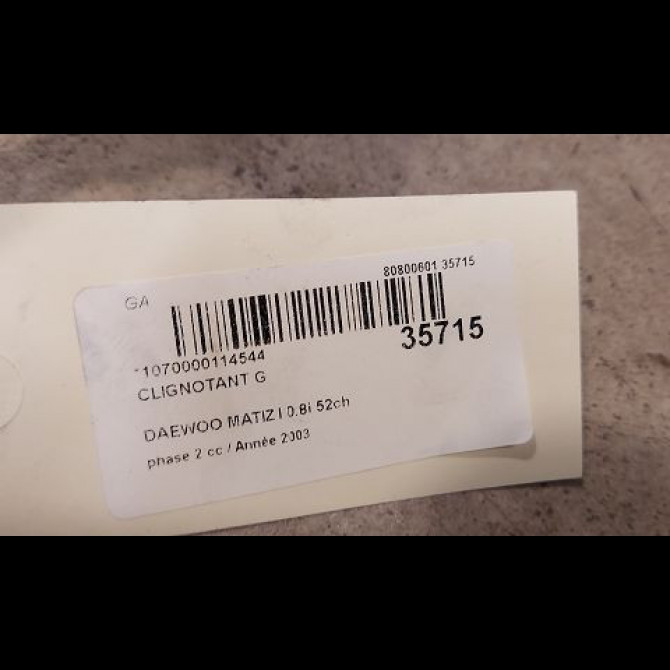 GA
80800601 35715
35715
*1070000114544
CLIGNOTANT G
DAEWOO MATIZ I 0.8i 52ch
phase 2 cc / Année 2003